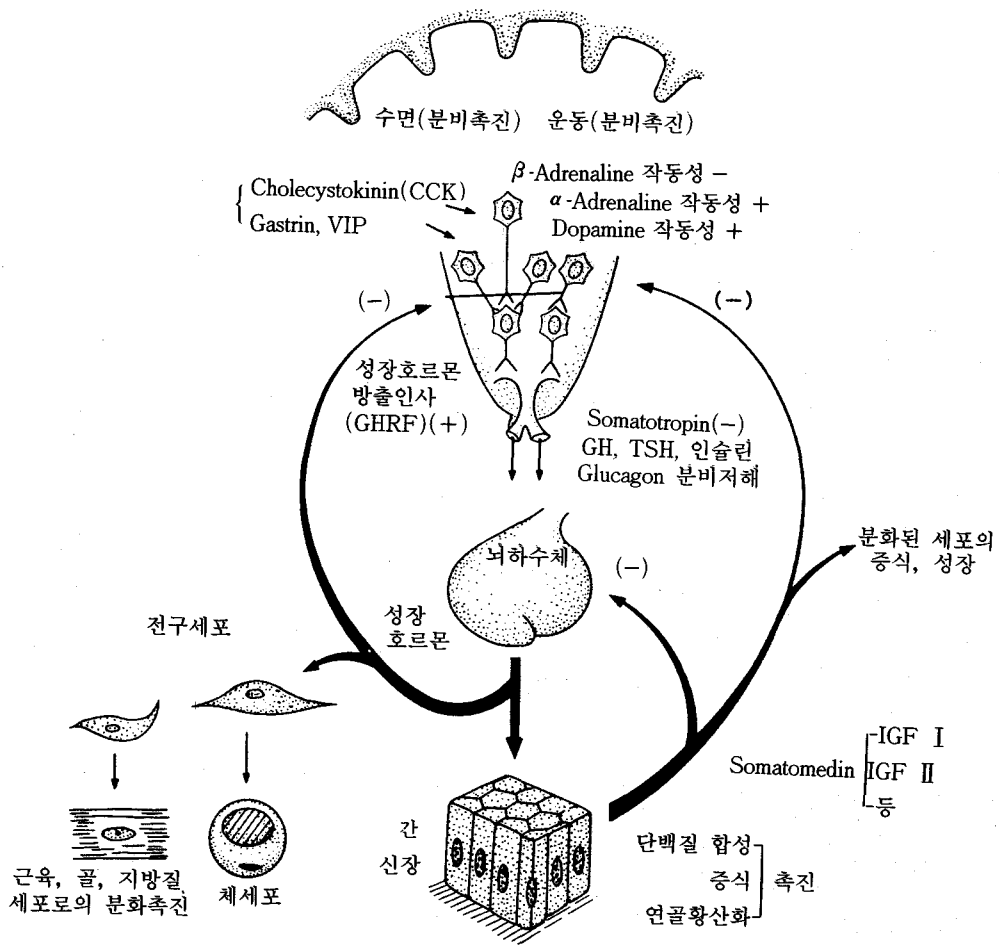 수면(분비촉진) 운동(분비촉진)
β-Adrenaline 작동성 −
Cholecystokinin(CCK)
α-Adrenaline 작동성 +
Gastrin, VIP
Dopamine 작동성 +
(−)
(−)
성장호르몬
방출인사
(GHRF)(+)
Somatotropin(−)
GH, TSH, 인슐린
Glucagon 분비저해
분화된 세포의
증식, 성장
뇌하수체
(−)
성장
호르몬
전구세포
IGF Ⅰ
Somatomedin IGF Ⅱ
등
간
신장
단백질 합성
증식 촉진
연골황산화
근육, 골, 지방질
세포로의 분화촉진
체세포